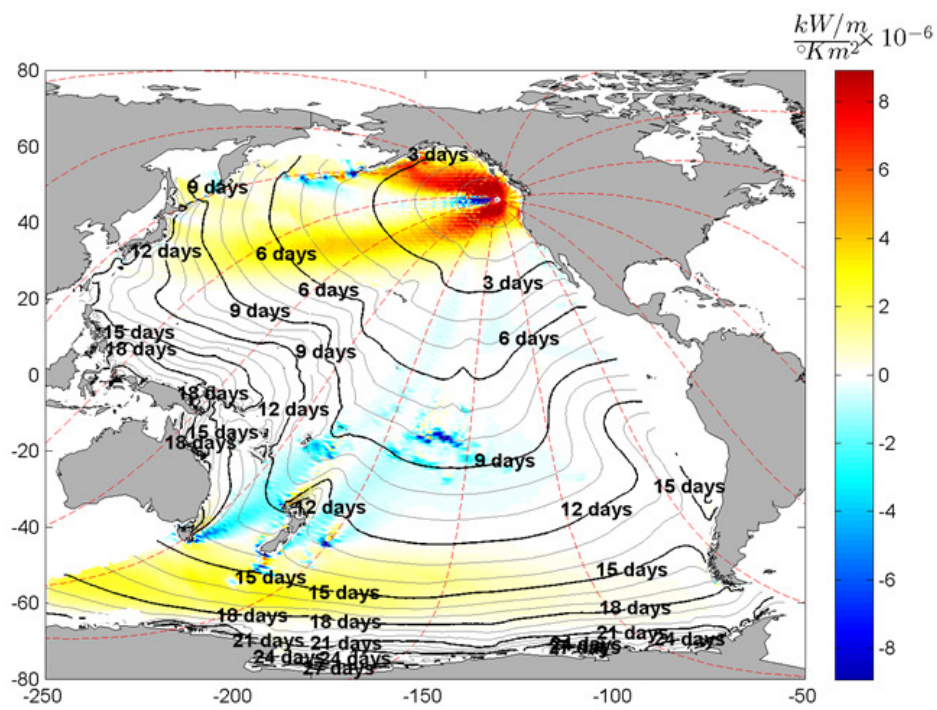 kW/m
°Km² × 10⁻⁶
80
60
40
20
0
-20
-40
-60
-80
-250
-200
-150
-100
-50
8
6
4
2
0
-2
-4
-6
-8
3 days
9 days
12 days
6 days
6 days
3 days
9 days
15 days
6 days
18 days
9 days
18 days
12 days
15 days
18 days
9 days
15 days
12 days
12 days
15 days
15 days
15 days
18 days
18 days
18 days
21 days
21 days
21 days
24 days
24 days
24 days
27 days